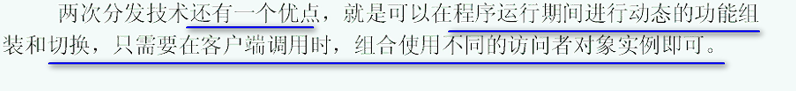 两次分发技术还有一个优点，就是可以在程序运行期间进行动态的功能组
装和切换，只需要在客户端调用时，组合使用不同的访问者对象实例即可。